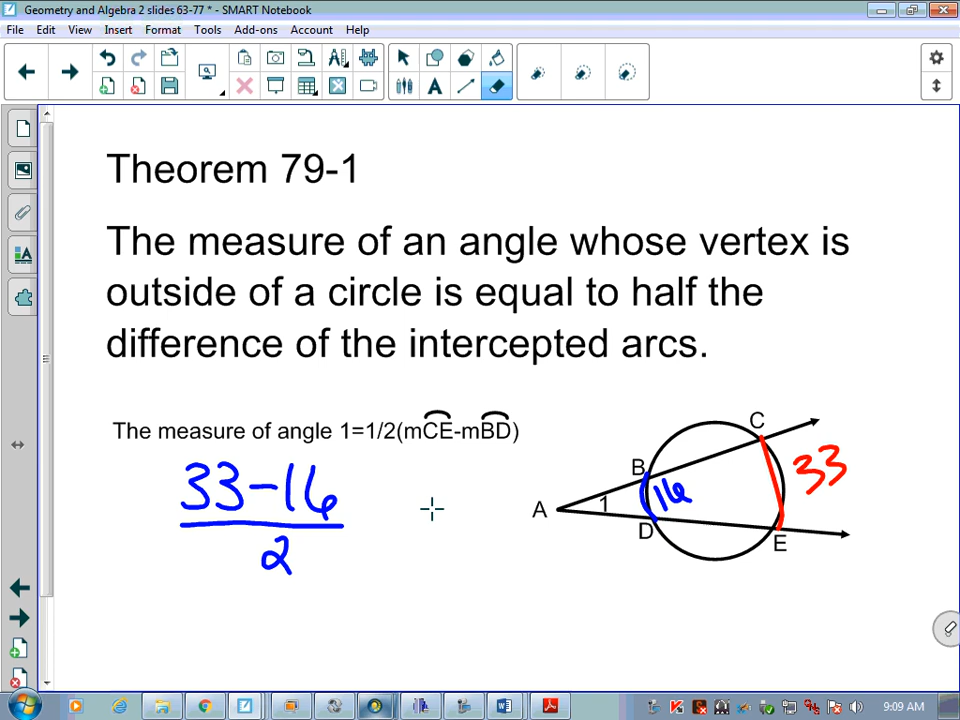 Geometry and Algebra 2 slides 63-77 * - SMART Notebook
File Edit View Insert Format Tools Add-ons Account Help
Theorem 79-1
The measure of an angle whose vertex is
outside of a circle is equal to half the
difference of the intercepted arcs.
The measure of angle 1=1/2(mCE-mBD)
33-16
2
C
B
33
16
A
1
D
E
9:09 AM